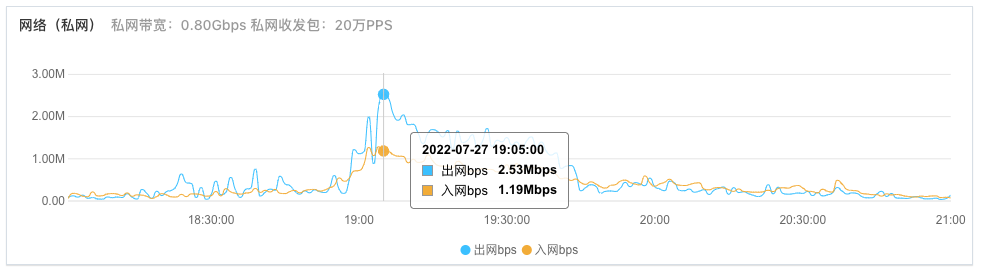 网络（私网） 私网带宽：0.80Gbps 私网收发包：20万PPS
3.00M
2.00M
1.00M
0.00
2022-07-27 19:05:00
出网bps 2.53Mbps
入网bps 1.19Mbps
18:30:00 19:00 19:30:00 20:00 20:30:00 21:00
出网bps 入网bps